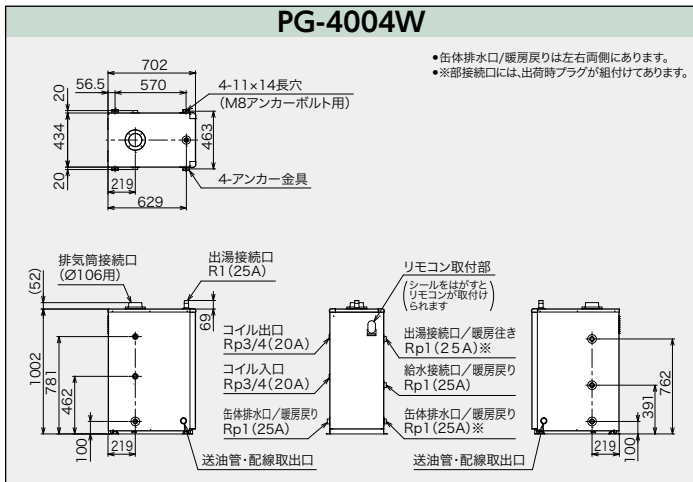 PG-4004W
●缶体排水口/暖房戻りは左右両側にあります。
●※部接続口には、出荷時プラグが組付けてあります。
702
56.5
570
20
434
20
463
219
629
4-11×14長穴
(M8アンカーボルト用)
4-アンカー金具
排気筒接続口
(Ø106用)
出湯接続口
R1(25A)
(52)
69
1002
781
462
100
219
送油管・配線取出口
リモコン取付部
(シールをはがすと
リモコンが取付け
られます)
コイル出口
Rp3/4(20A)
コイル入口
Rp3/4(20A)
缶体排水口/暖房戻り
Rp1(25A)
出湯接続口/暖房往き
Rp1(25A)※
給水接続口/暖房戻り
Rp1(25A)
缶体排水口/暖房戻り
Rp1(25A)※
762
391
100
219
送油管・配線取出口